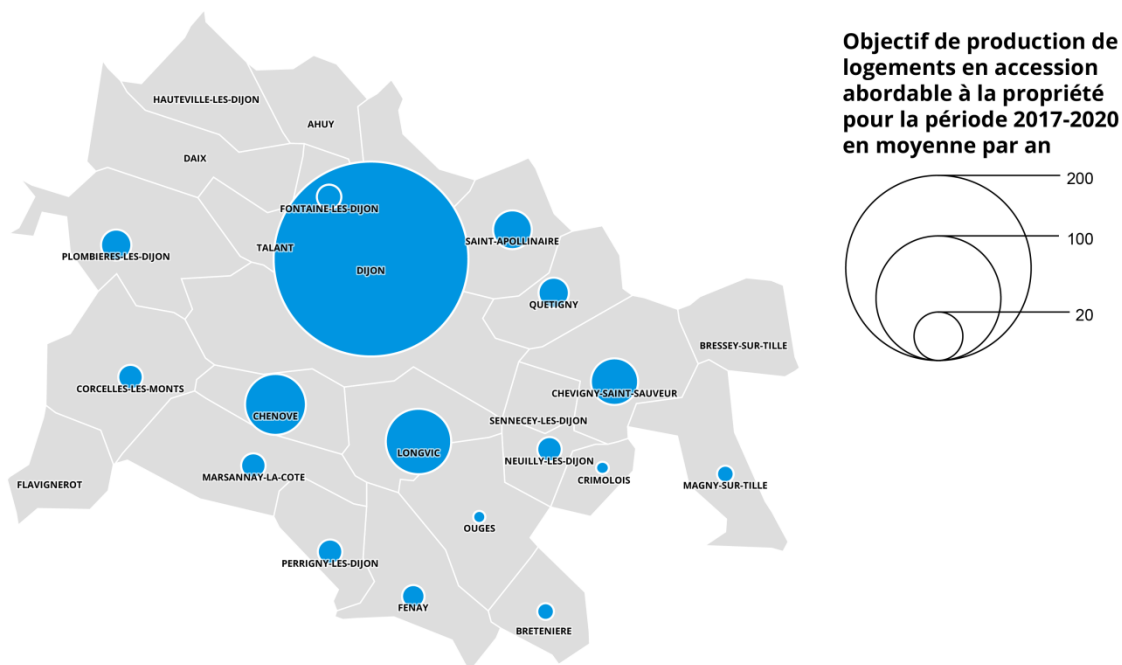 Objectif de production de
logements en accession
abordable à la propriété
pour la période 2017-2020
en moyenne par an
200
100
20
HAUTEVILLE-LES-DIJON
AHUY
DAIX
FONTAINE-LES-DIJON
TALANT
SAINT-APOLLINAIRE
PLOMBIERES-LES-DIJON
DIJON
QUETIGNY
BRESSEY-SUR-TILLE
CORCELLES-LES-MONTS
CHEVIGNY-SAINT-SAUVEUR
CHENOVE
SENNECEY-LES-DIJON
LONGVIC
NEUILLY-LES-DIJON
MARSANNAY-LA-COTE
CRIMOLOIS
FLAVIGNEROT
MAGNY-SUR-TILLE
OUGES
PERRIGNY-LES-DIJON
FENAY
BRETENIERE